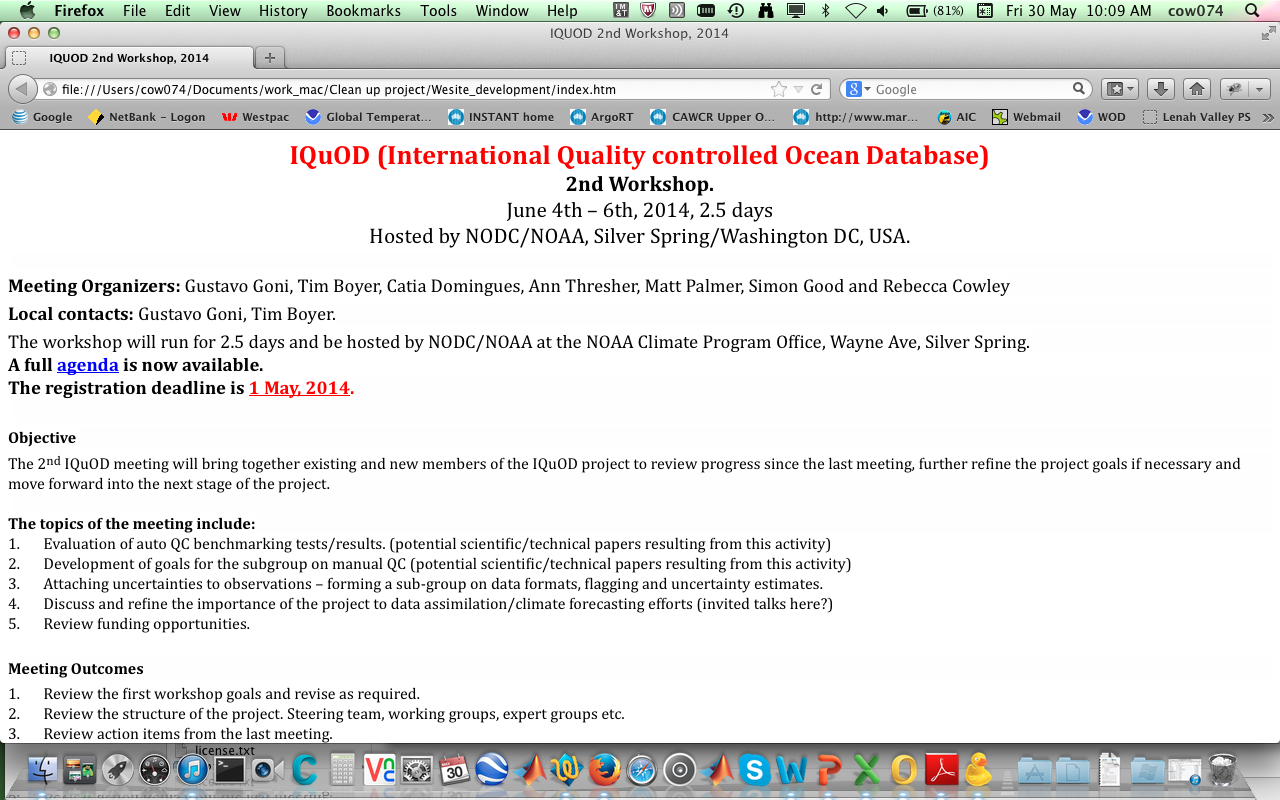 Firefox File Edit View History Bookmarks Tools Window Help (81%) Fri 30 May 10:09 AM cow074
IQUOD 2nd Workshop, 2014
IQUOD 2nd Workshop, 2014
file:///Users/cow074/Documents/work_mac/Clean up project/Wesite_development/index.htm Google
Google NetBank – Logon Westpac Global Temperat... INSTANT home ArgoRT CAWCR Upper O... http://www.mar... AIC Webmail WOD Lenah Valley PS
IQuOD (International Quality controlled Ocean Database)
2nd Workshop.
June 4th – 6th, 2014, 2.5 days
Hosted by NODC/NOAA, Silver Spring/Washington DC, USA.
Meeting Organizers: Gustavo Goni, Tim Boyer, Catia Domingues, Ann Thresher, Matt Palmer, Simon Good and Rebecca Cowley
Local contacts: Gustavo Goni, Tim Boyer.
The workshop will run for 2.5 days and be hosted by NODC/NOAA at the NOAA Climate Program Office, Wayne Ave, Silver Spring.
A full agenda is now available.
The registration deadline is 1 May, 2014.
Objective
The 2nd IQuOD meeting will bring together existing and new members of the IQuOD project to review progress since the last meeting, further refine the project goals if necessary and
move forward into the next stage of the project.
The topics of the meeting include:
1. Evaluation of auto QC benchmarking tests/results. (potential scientific/technical papers resulting from this activity)
2. Development of goals for the subgroup on manual QC (potential scientific/technical papers resulting from this activity)
3. Attaching uncertainties to observations – forming a sub-group on data formats, flagging and uncertainty estimates.
4. Discuss and refine the importance of the project to data assimilation/climate forecasting efforts (invited talks here?)
5. Review funding opportunities.
Meeting Outcomes
1. Review the first workshop goals and revise as required.
2. Review the structure of the project. Steering team, working groups, expert groups etc.
3. Review action items from the last meeting.
license.txt
30